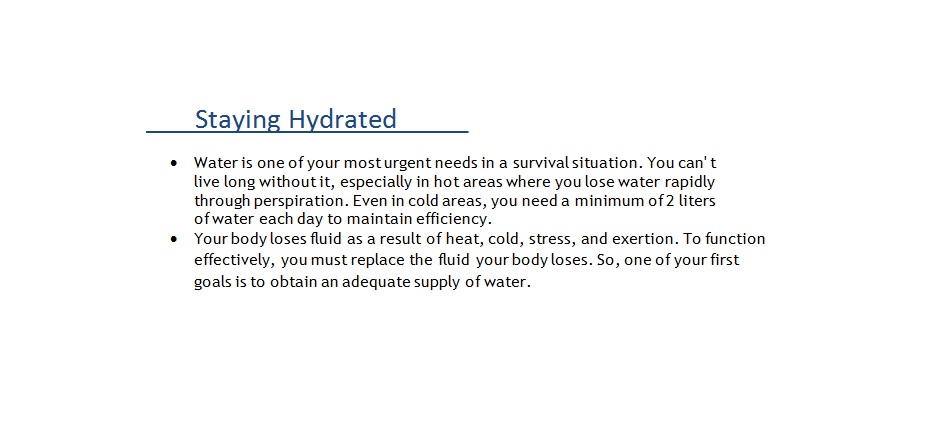 Staying Hydrated
• Water is one of your most urgent needs in a survival situation. You can't
live long without it, especially in hot areas where you lose water rapidly
through perspiration. Even in cold areas, you need a minimum of 2 liters
of water each day to maintain efficiency.
• Your body loses fluid as a result of heat, cold, stress, and exertion. To function
effectively, you must replace the fluid your body loses. So, one of your first
goals is to obtain an adequate supply of water.